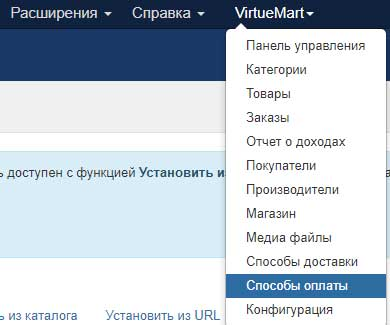 Расширения Справка VirtueMart
Панель управления
Категории
Товары
Заказы
Отчет о доходах
Покупатели
ь доступен с функцией Установить из
Производители
Магазин
Медиа файлы
Способы доставки
Способы оплаты
ь из каталога Установить из URL
Конфигурация